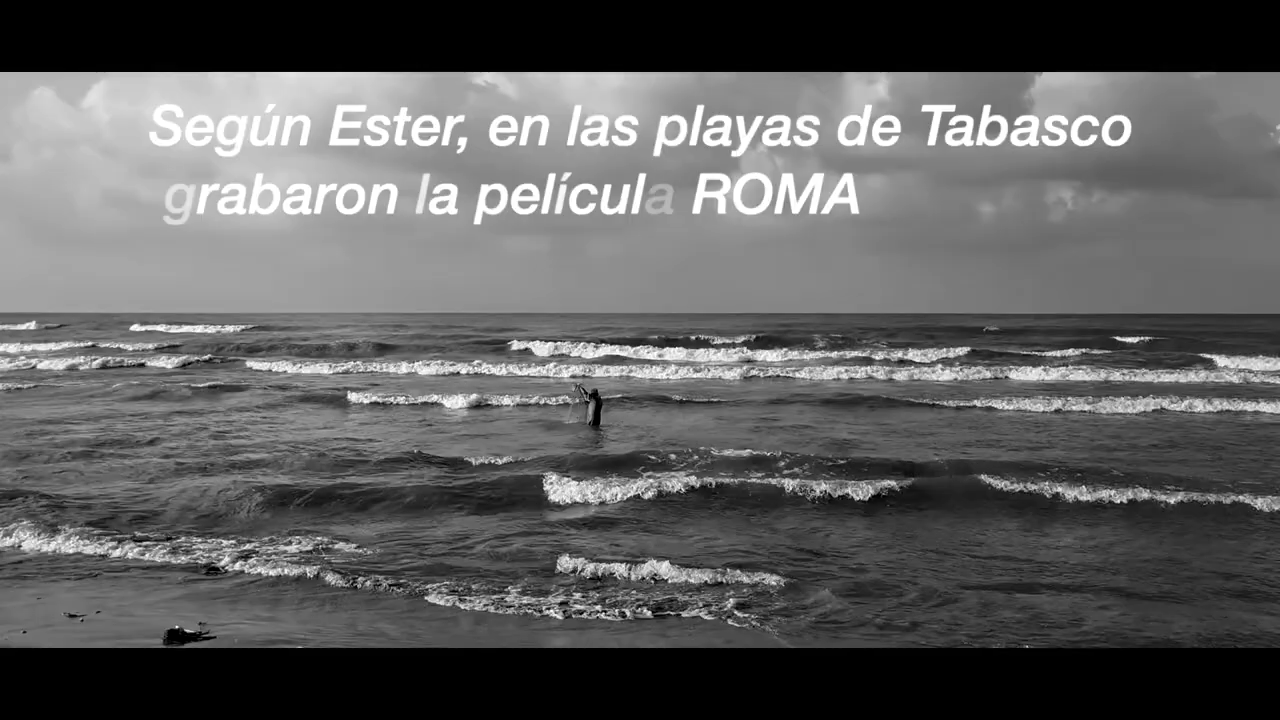 Según Ester, en las playas de Tabasco
grabaron la película ROMA